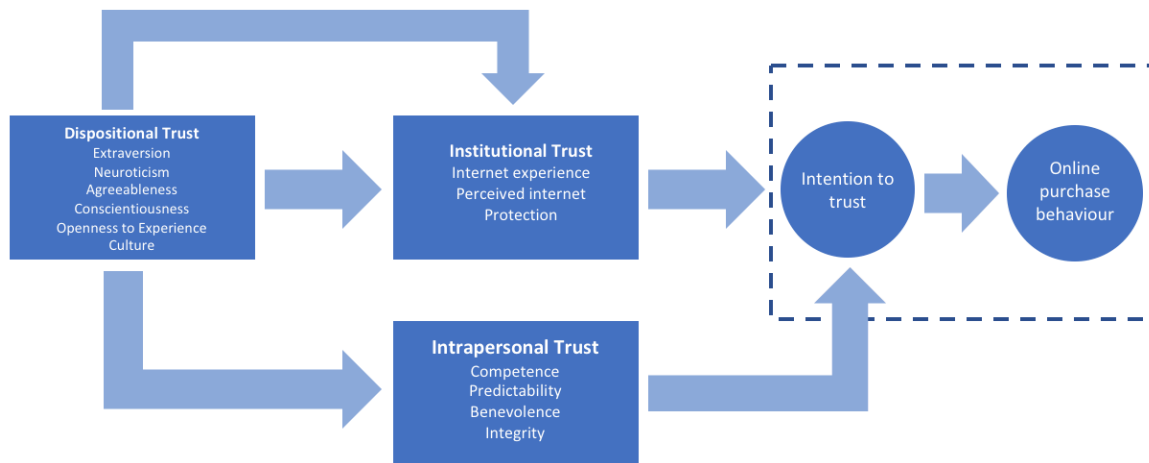 Dispositional Trust
Extraversion
Neuroticism
Agreeableness
Conscientiousness
Openness to Experience
Culture
Institutional Trust
Internet experience
Perceived internet
Protection
Intention to
trust
Online
purchase
behaviour
Intrapersonal Trust
Competence
Predictability
Benevolence
Integrity